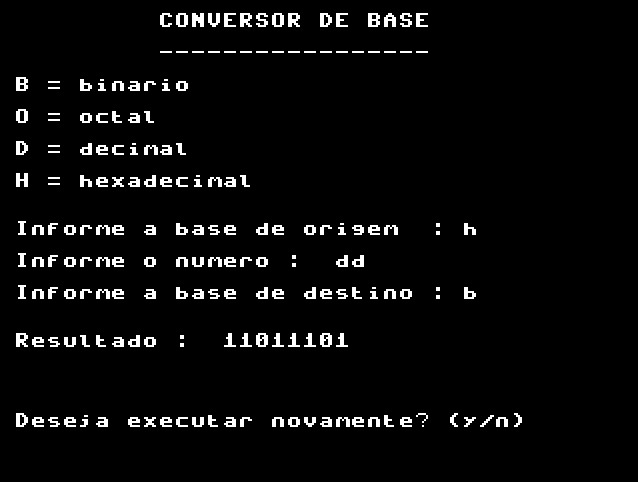 CONVERSOR DE BASE
-----------------
B = binario
O = octal
D = decimal
H = hexadecimal
Informe a base de origem : h
Informe o numero : dd
Informe a base de destino : b
Resultado : 11011101
Deseja executar novamente? (y/n)